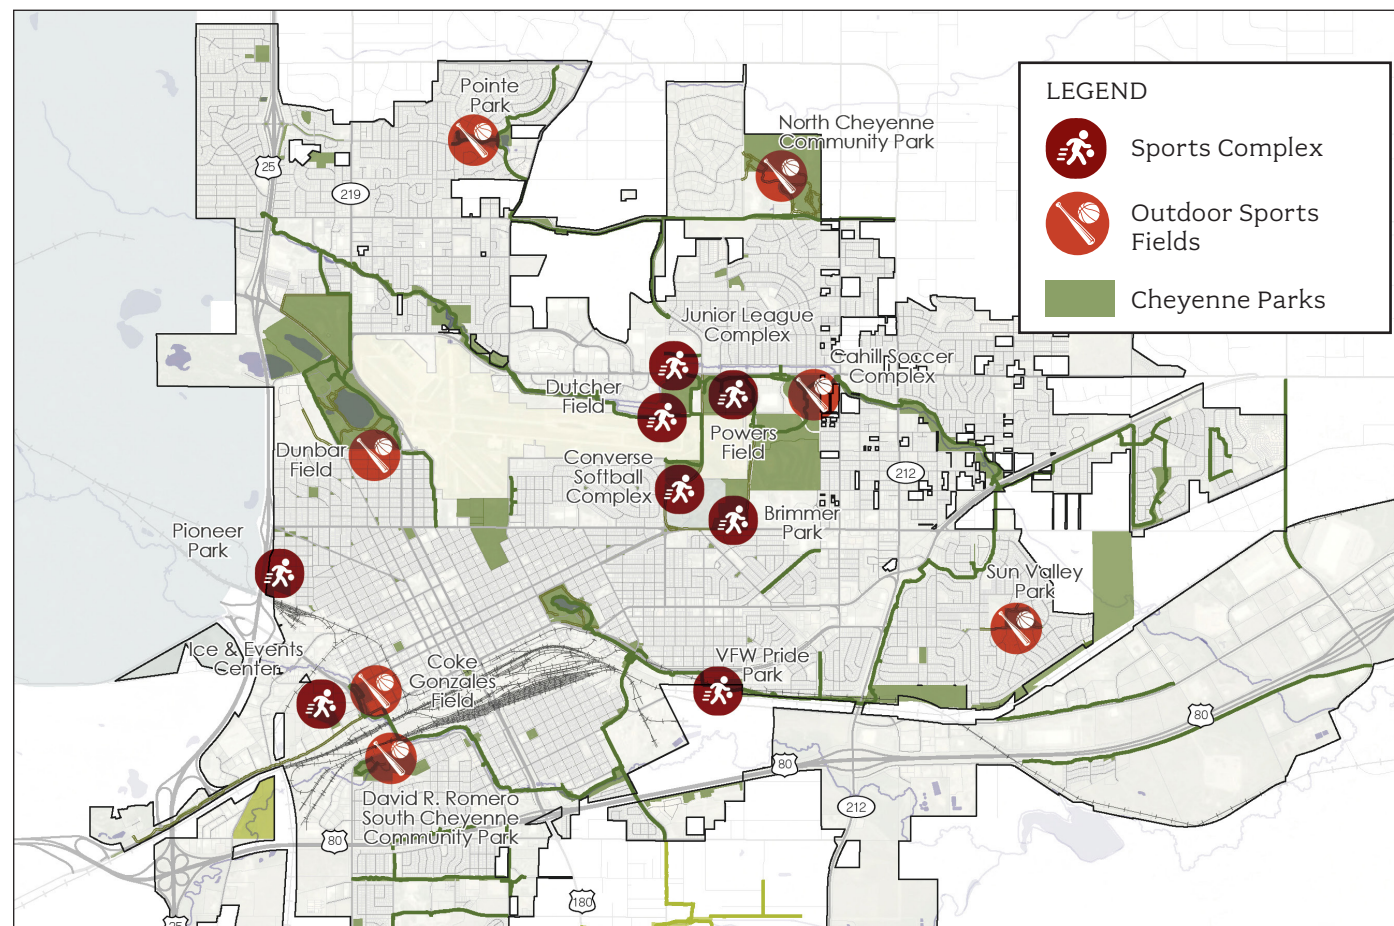 Pointe
Park
North Cheyenne
Community Park
LEGEND
Sports Complex
Outdoor Sports
Fields
Cheyenne Parks
25
219
Junior League
Complex
Cahill Soccer
Complex
Dutcher
Field
Powers
Field
Dunbar
Field
Converse
Softball
Complex
212
Brimmer
Park
Pioneer
Park
Sun Valley
Park
Ice & Events
Center
Coke
Gonzales
Field
VFW Pride
Park
80
80
David R. Romero
South Cheyenne
Community Park
212
80
180
25